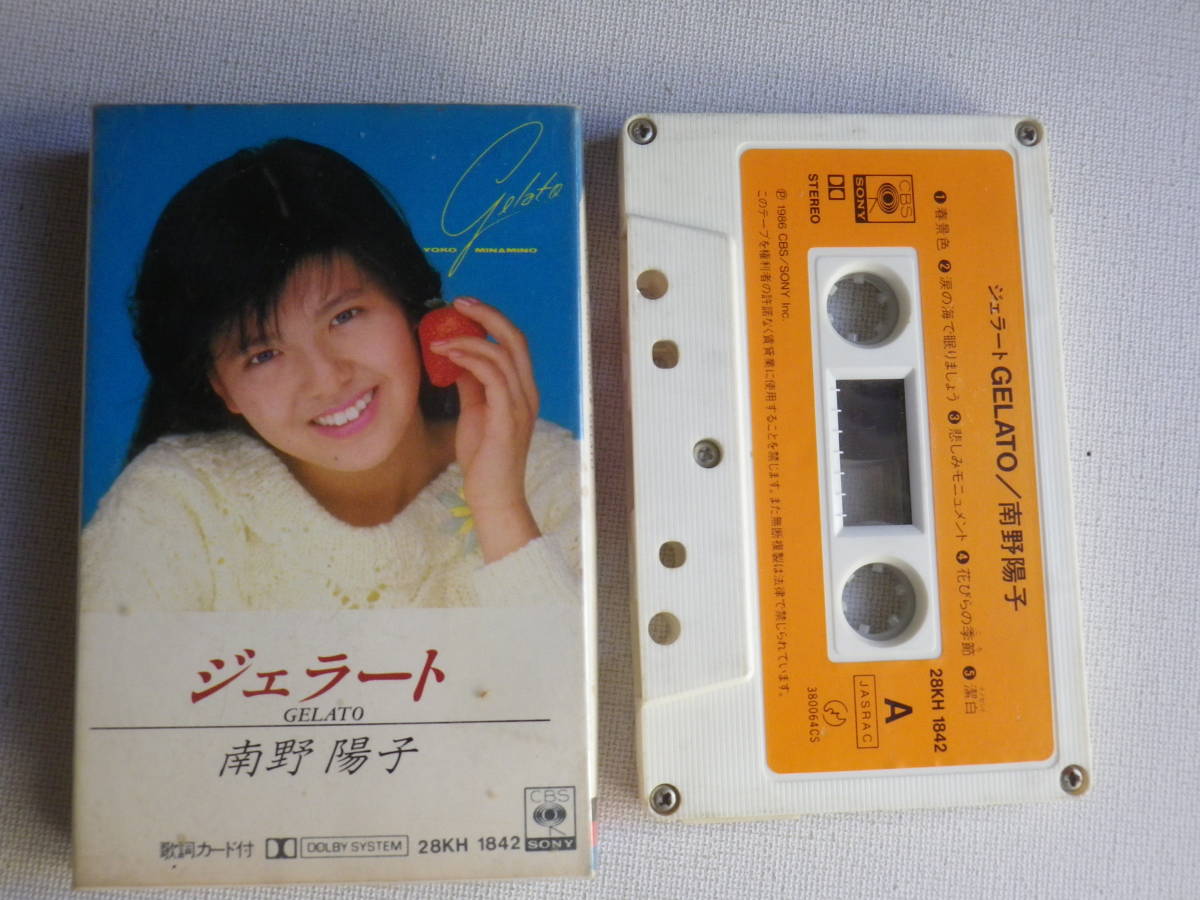 Gelato
YOKO MINAMINO
ジェラート
GELATO
南野 陽子
歌詞カード付 DOLBY SYSTEM 28KH 1842
CBS
SONY
ジェラートGELATO／南野陽子
❶春景色 ❷涙の海で眠りましょう ❸悲しみモニュメント ❹花びらの季節 ❺潔白
CBS
SONY
STEREO
28KH 1842
A
JASRAC
380064CS
Ⓟ 1986 CBS/SONY Inc.
このテープを権利者の許諾なく賃貸業に使用することを禁じます。また無断複製は法律で禁じられています。